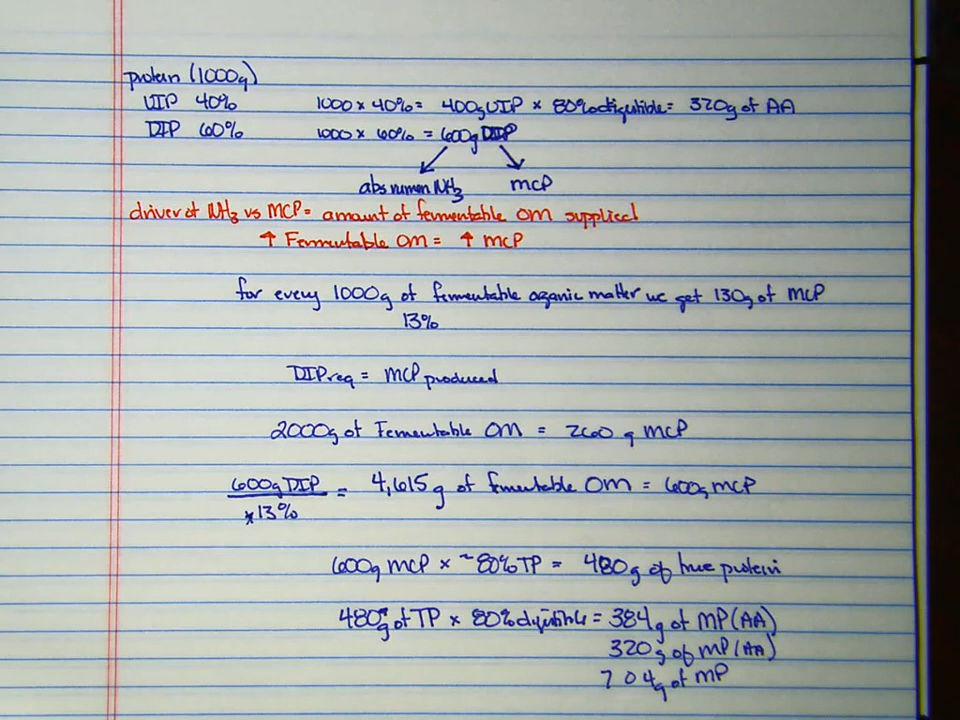 protein (1000g)
UIP 40% 1000 x 40% = 400g UIP x 80% digestible = 320g of AA
DIP 60% 1000 x 60% = 600g DIP
abs rumen NH3 mcP
driver of NH3 vs MCP = amount of fermentable OM supplied
↑ Fermentable OM = ↑ mcP
for every 1000g of fermentable organic matter we get 130g of MCP
13%
DIP req = MCP produced
2000g of Fermentable OM = 260 g MCP
600g DIP = 4,615g of fermentable OM = 600g mcP
x 13%
600g mcP x ~80% TP = 480g of true protein
480g of TP x 80% digestible = 384g of MP (AA)
320g of MP (AA)
704g of MP